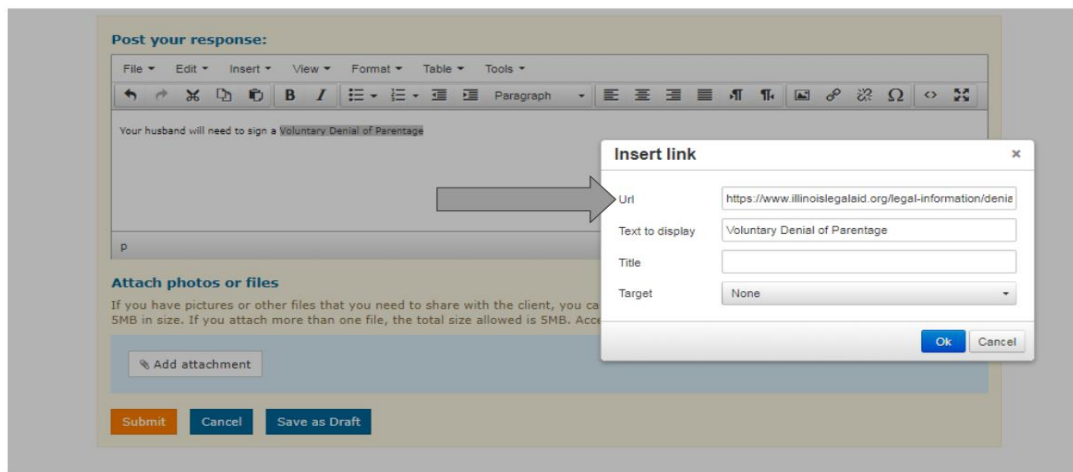 Post your response:
File Edit Insert View Format Table Tools
B I Paragraph Ω <>
Your husband will need to sign a Voluntary Denial of Parentage
Insert link ×
Url https://www.illinoislegalaid.org/legal-information/denia
Text to display Voluntary Denial of Parentage
p
Title
Attach photos or files
Target None
If you have pictures or other files that you need to share with the client, you ca
5MB in size. If you attach more than one file, the total size allowed is 5MB. Acce
Ok Cancel
Add attachment
Submit Cancel Save as Draft